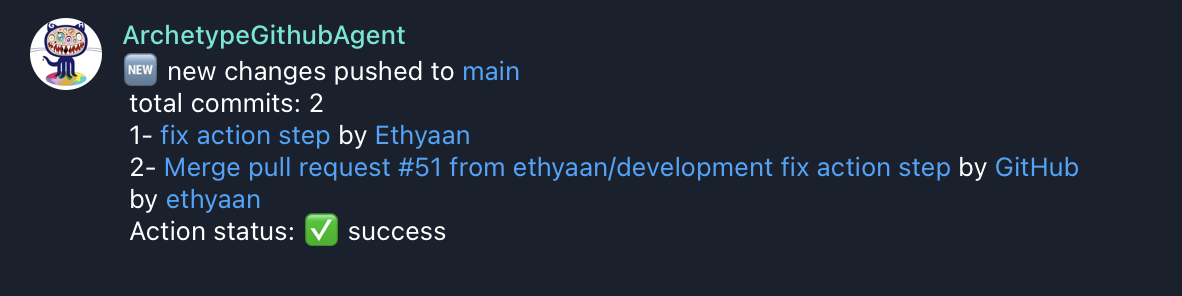 ArchetypeGithubAgent
🆕 new changes pushed to main
total commits: 2
1- fix action step by Ethyaan
2- Merge pull request #51 from ethyaan/development fix action step by GitHub
by ethyaan
Action status: ✅ success